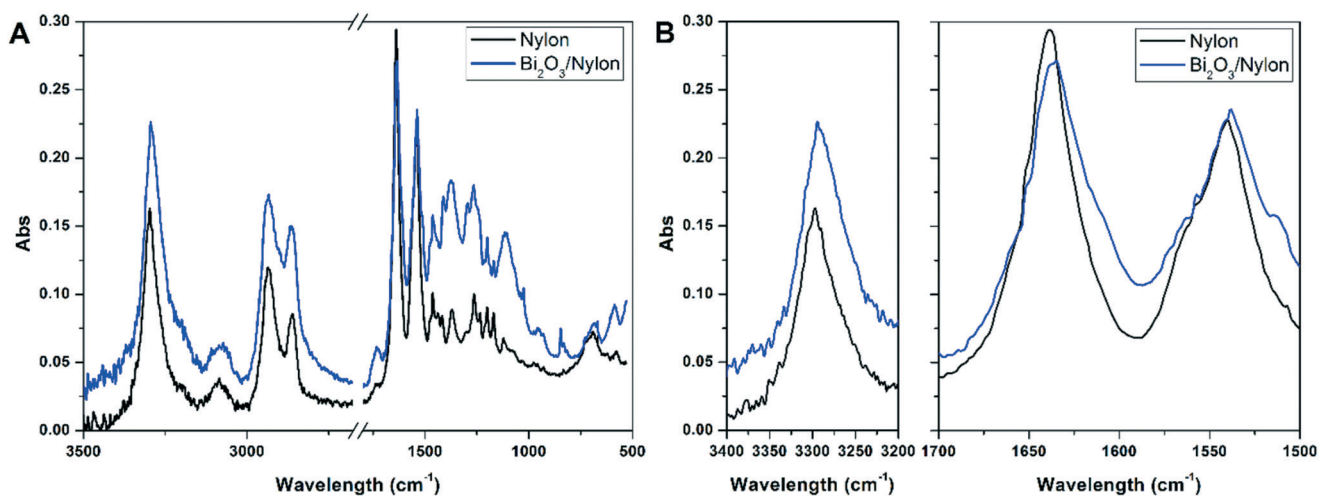 A
Abs
0.30
0.25
0.20
0.15
0.10
0.05
0.00
3500
3000
1500
1000
500
Wavelength (cm⁻¹)
Nylon
Bi₂O₃/Nylon
B
Abs
0.30
0.25
0.20
0.15
0.10
0.05
0.00
3400
3350
3300
3250
3200
1700
1650
1600
1550
1500
Wavelength (cm⁻¹)
Wavelength (cm⁻¹)
Nylon
Bi₂O₃/Nylon